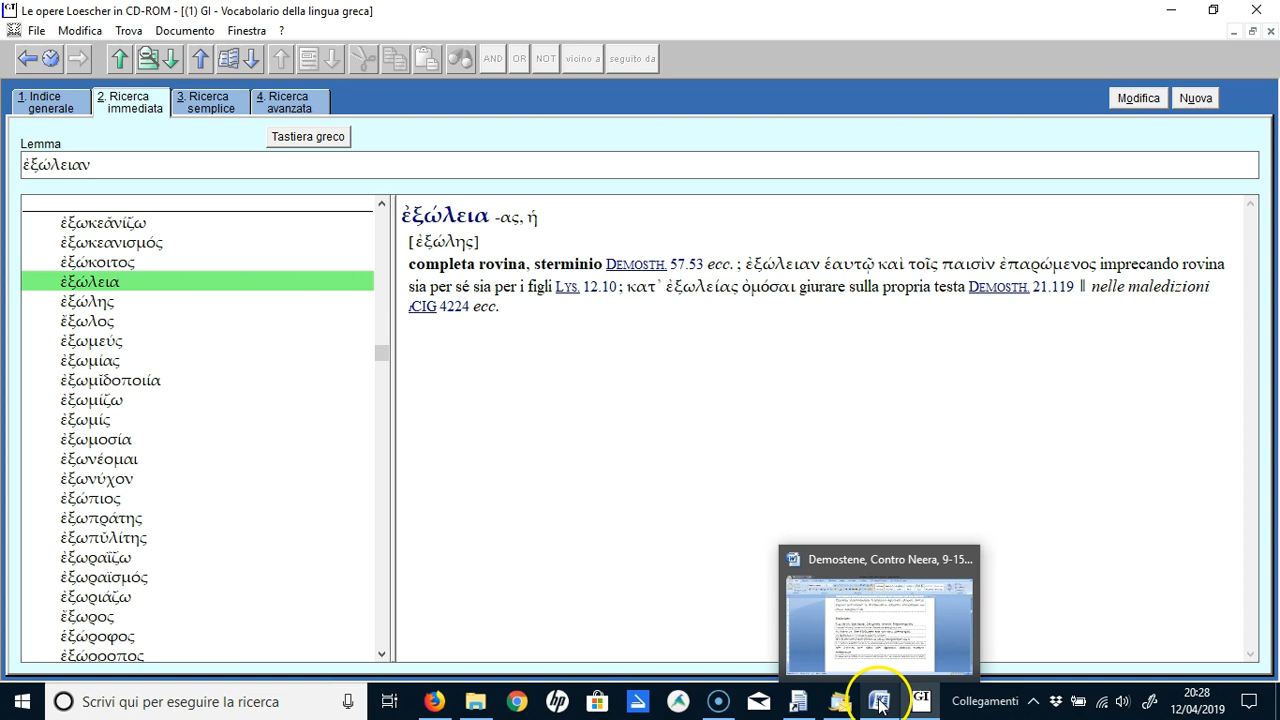 Le opere Loescher in CD-ROM - [(1) GI - Vocabolario della lingua greca]
File Modifica Trova Documento Finestra ?
AND OR NOT vicino a seguito da
1. Indice generale
2. Ricerca immediata
3. Ricerca semplice
4. Ricerca avanzata
Modifica Nuova
Lemma
Tastiera greco
ἐξώλειαν
ἐξωκεᾰνίζω
ἐξωκεανισμός
ἐξώκοιτος
ἐξώλεια
ἐξώλης
ἔξωλος
ἐξωμεύς
ἐξωμίας
ἐξωμῐδοποιία
ἐξωμίζω
ἐξωμίς
ἐξωμοσία
ἐξωνέομαι
ἐξωνύχον
ἐξώπιος
ἐξωπράτης
ἐξωπῠλίτης
ἐξωραΐζω
ἐξωραϊσμός
ἐξωριάζω
ἔξωρος
ἐξώροφος
ἐξώλεια -ας, ἡ
[ἐξώλης]
completa rovina, sterminio DEMOSTH. 57.53 ecc. ; ἐξώλειαν ἑαυτῷ καὶ τοῖς παισὶν ἐπαρώμενος imprecando rovina
sia per sé sia per i figli LYS. 12.10 ; κατ᾽ ἐξωλείας ὀμόσαι giurare sulla propria testa DEMOSTH. 21.119 ‖ nelle maledizioni
CIG 4224 ecc.
Demostene, Contro Neera, 9-15...
Scrivi qui per eseguire la ricerca
GI
Collegamenti
20:28
12/04/2019